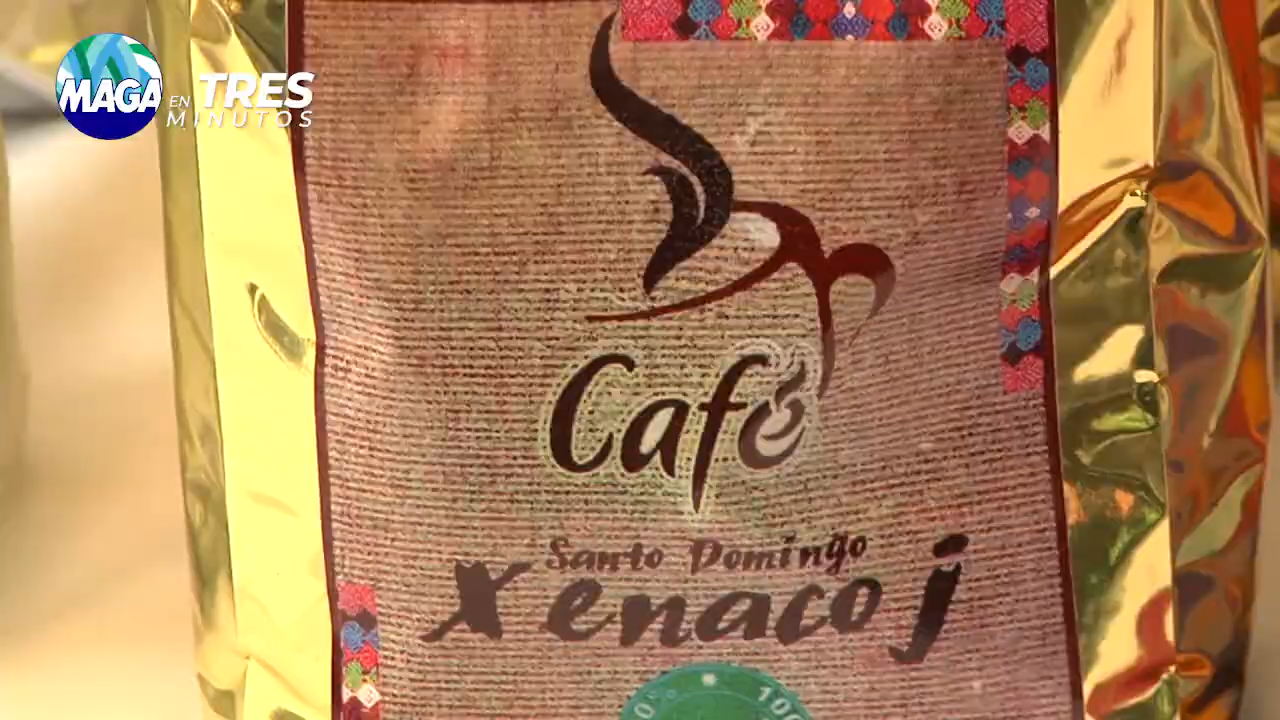 MAGA EN TRES
MINUTOS
Café
Santo Domingo
Xenacoj